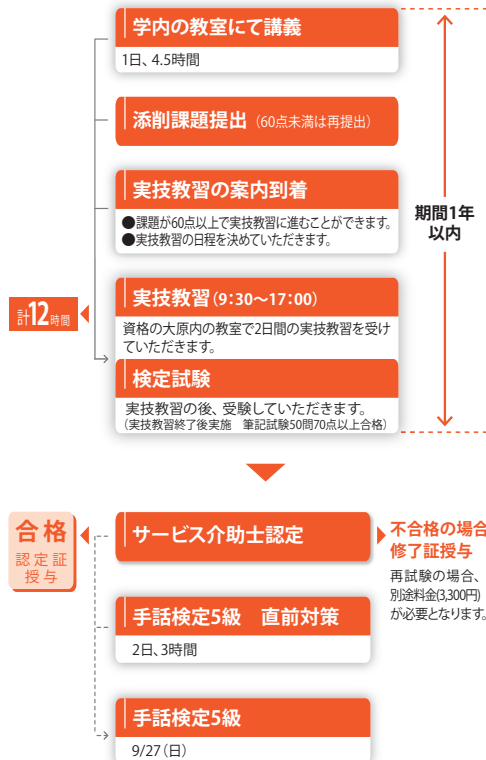 学内の教室にて講義
1日、4.5時間
添削課題提出（60点未満は再提出）
実技教習の案内到着
●課題が60点以上で実技教習に進むことができます。
●実技教習の日程を決めていただきます。
期間1年
以内
実技教習（9:30～17:00）
計12時間
資格の大原内の教室で2日間の実技教習を受け
ていただきます。
検定試験
実技教習の後、受験していただきます。
（実技教習終了後実施　筆記試験50問70点以上合格）
合格
認定証
授与
サービス介助士認定
不合格の場合
修了証授与
再試験の場合、
別途料金(3,300円)
が必要となります。
手話検定5級　直前対策
2日、3時間
手話検定5級
9/27（日）